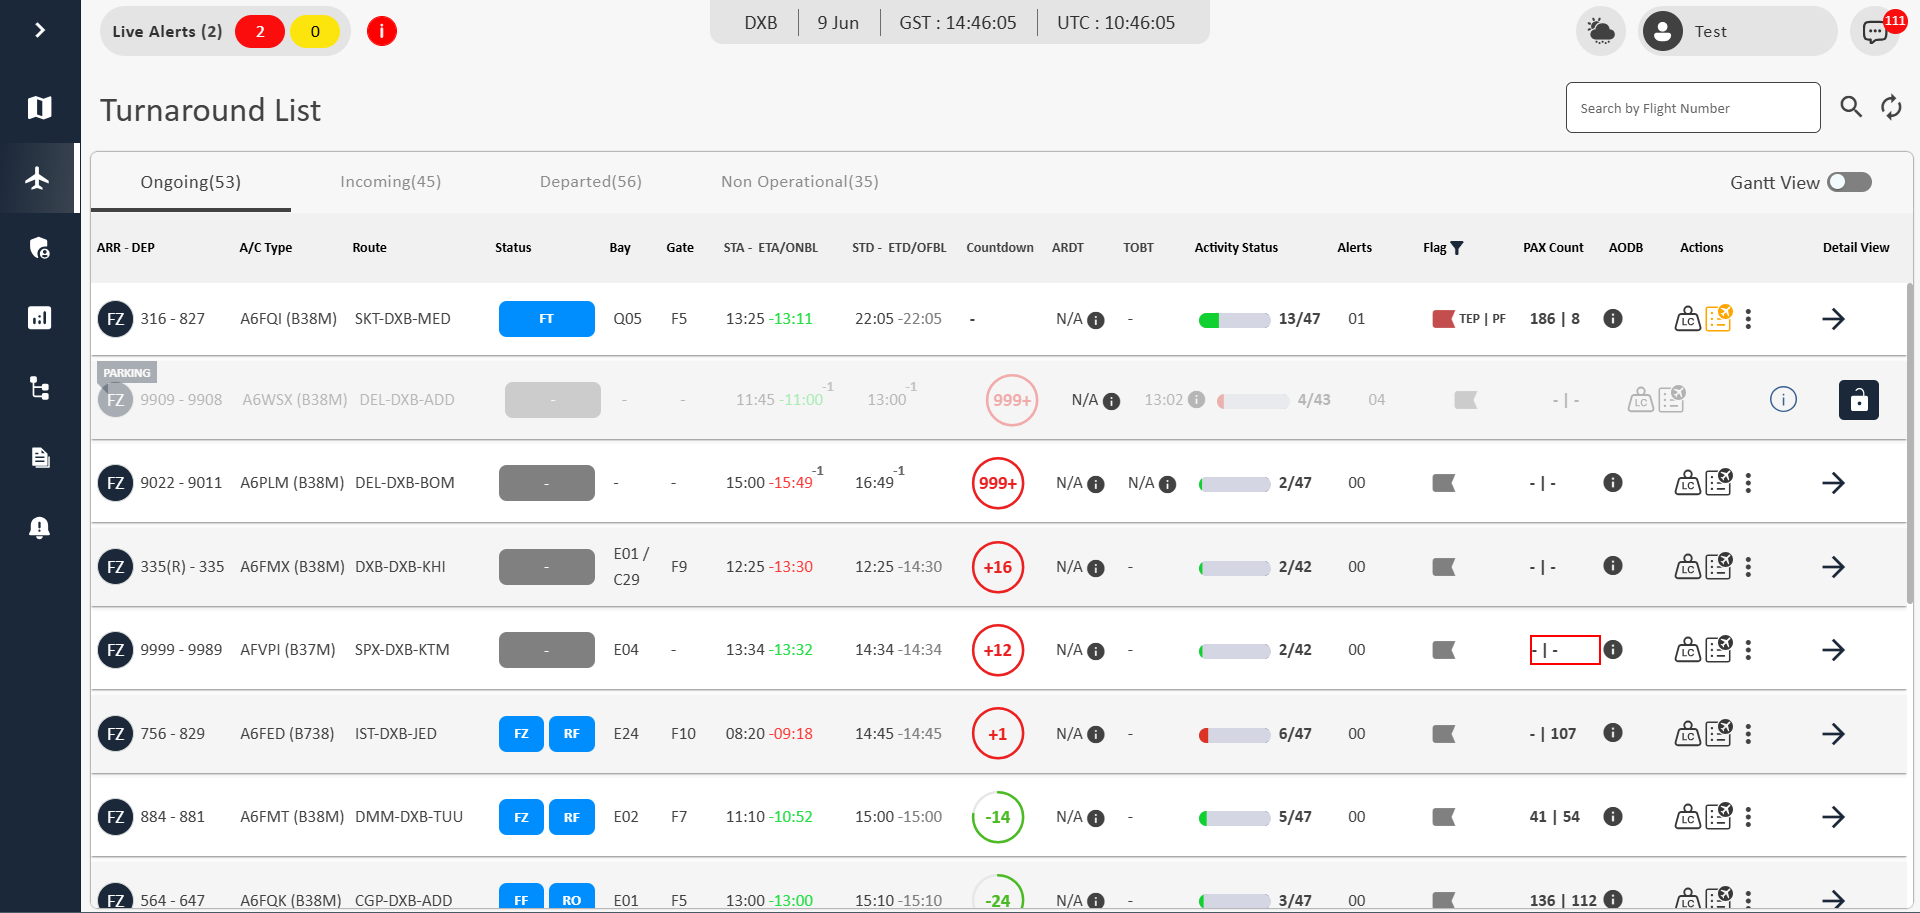 Live Alerts (2) 2 0 i
DXB 9 Jun GST : 14:46:05 UTC : 10:46:05
Test
111
Turnaround List
Search by Flight Number
Ongoing(53) Incoming(45) Departed(56) Non Operational(35) Gantt View
ARR - DEP A/C Type Route Status Bay Gate STA - ETA/ONBL STD - ETD/OFBL Countdown ARDT TOBT Activity Status Alerts Flag PAX Count AODB Actions Detail View
FZ 316 - 827 A6FQI (B38M) SKT-DXB-MED FT Q05 F5 13:25 -13:11 22:05 -22:05 - N/A i - 13/47 01 TEP | PF 186 | 8 i LC
PARKING
FZ 9909 - 9908 A6WSX (B38M) DEL-DXB-ADD - - - 11:45 -11:00 -1 13:00 -1 999+ N/A i 13:02 i 4/43 04 - | - LC i
FZ 9022 - 9011 A6PLM (B38M) DEL-DXB-BOM - - - 15:00 -15:49 -1 16:49 -1 999+ N/A i N/A i 2/47 00 - | - i LC
FZ 335(R) - 335 A6FMX (B38M) DXB-DXB-KHI - E01 / F9 12:25 -13:30 12:25 -14:30 +16 N/A i - 2/42 00 - | - i LC
C29
FZ 9999 - 9989 AFVPI (B37M) SPX-DXB-KTM - E04 - 13:34 -13:32 14:34 -14:34 +12 N/A i - 2/42 00 - | - i LC
FZ 756 - 829 A6FED (B738) IST-DXB-JED FZ RF E24 F10 08:20 -09:18 14:45 -14:45 +1 N/A i - 6/47 00 - | 107 i LC
FZ 884 - 881 A6FMT (B38M) DMM-DXB-TUU FZ RF E02 F7 11:10 -10:52 15:00 -15:00 -14 N/A i - 5/47 00 41 | 54 i LC
FZ 564 - 647 A6FQK (B38M) CGP-DXB-ADD FF RO E01 F5 13:00 -13:00 15:10 -15:10 -24 N/A i - 3/47 00 136 | 112 i LC